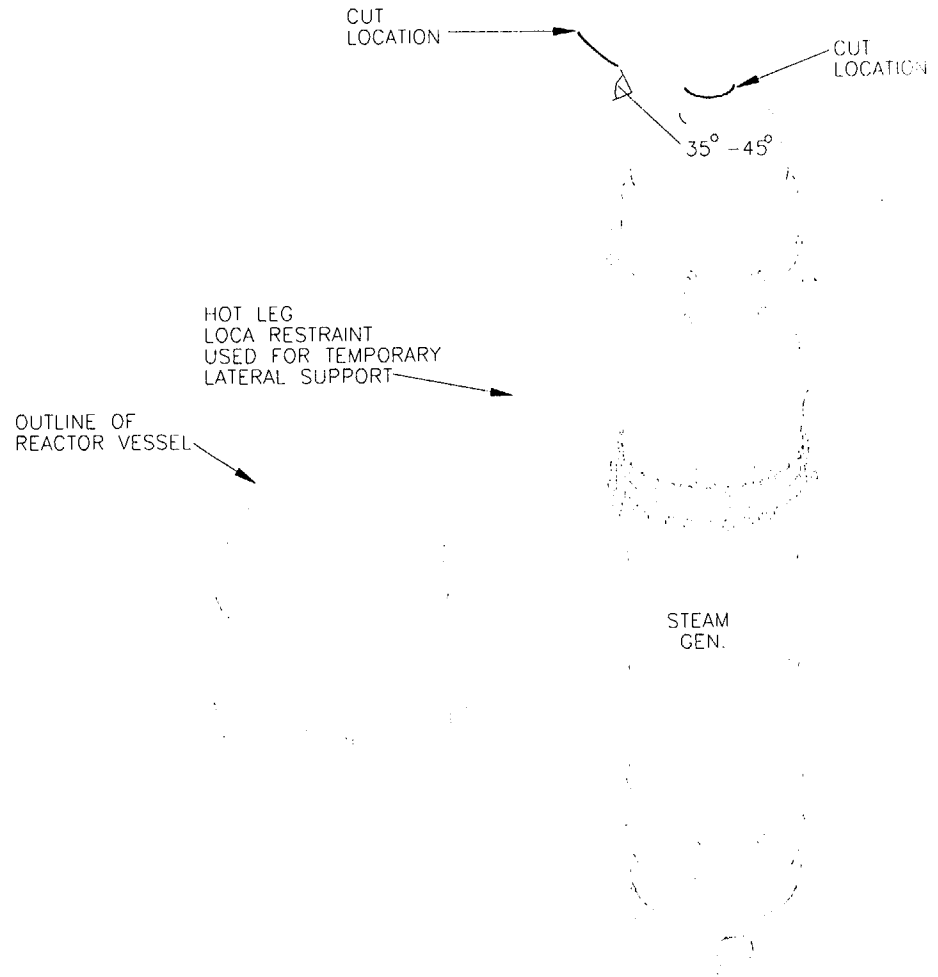 CUT
LOCATION
CUT
LOCATION
35° -45°
HOT LEG
LOCA RESTRAINT
USED FOR TEMPORARY
LATERAL SUPPORT
OUTLINE OF
REACTOR VESSEL
STEAM
GEN.